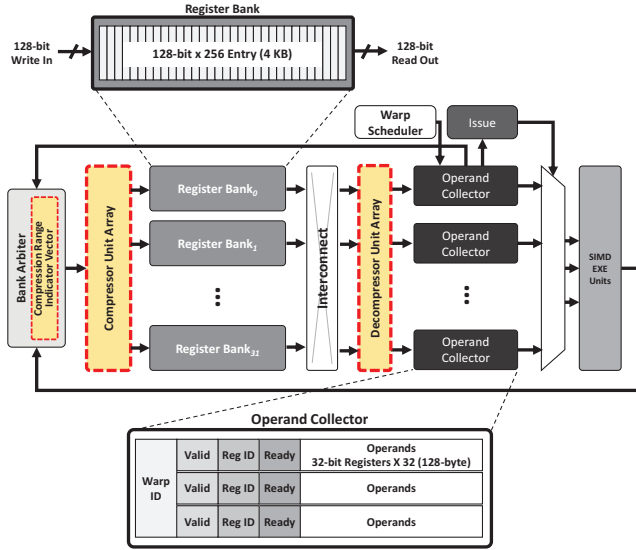 Register Bank
128-bit
Write In
128-bit x 256 Entry (4 KB)
128-bit
Read Out
Warp
Scheduler
Issue
Bank Arbiter
Compression Range
Indicator Vector
Compressor Unit Array
Register Bank0
Register Bank1
...
Register Bank31
Interconnect
Decompressor Unit Array
Operand
Collector
Operand
Collector
...
Operand
Collector
SIMD
EXE
Units
Operand Collector
Warp
ID
Valid Reg ID Ready Operands
32-bit Registers X 32 (128-byte)
Valid Reg ID Ready Operands
Valid Reg ID Ready Operands